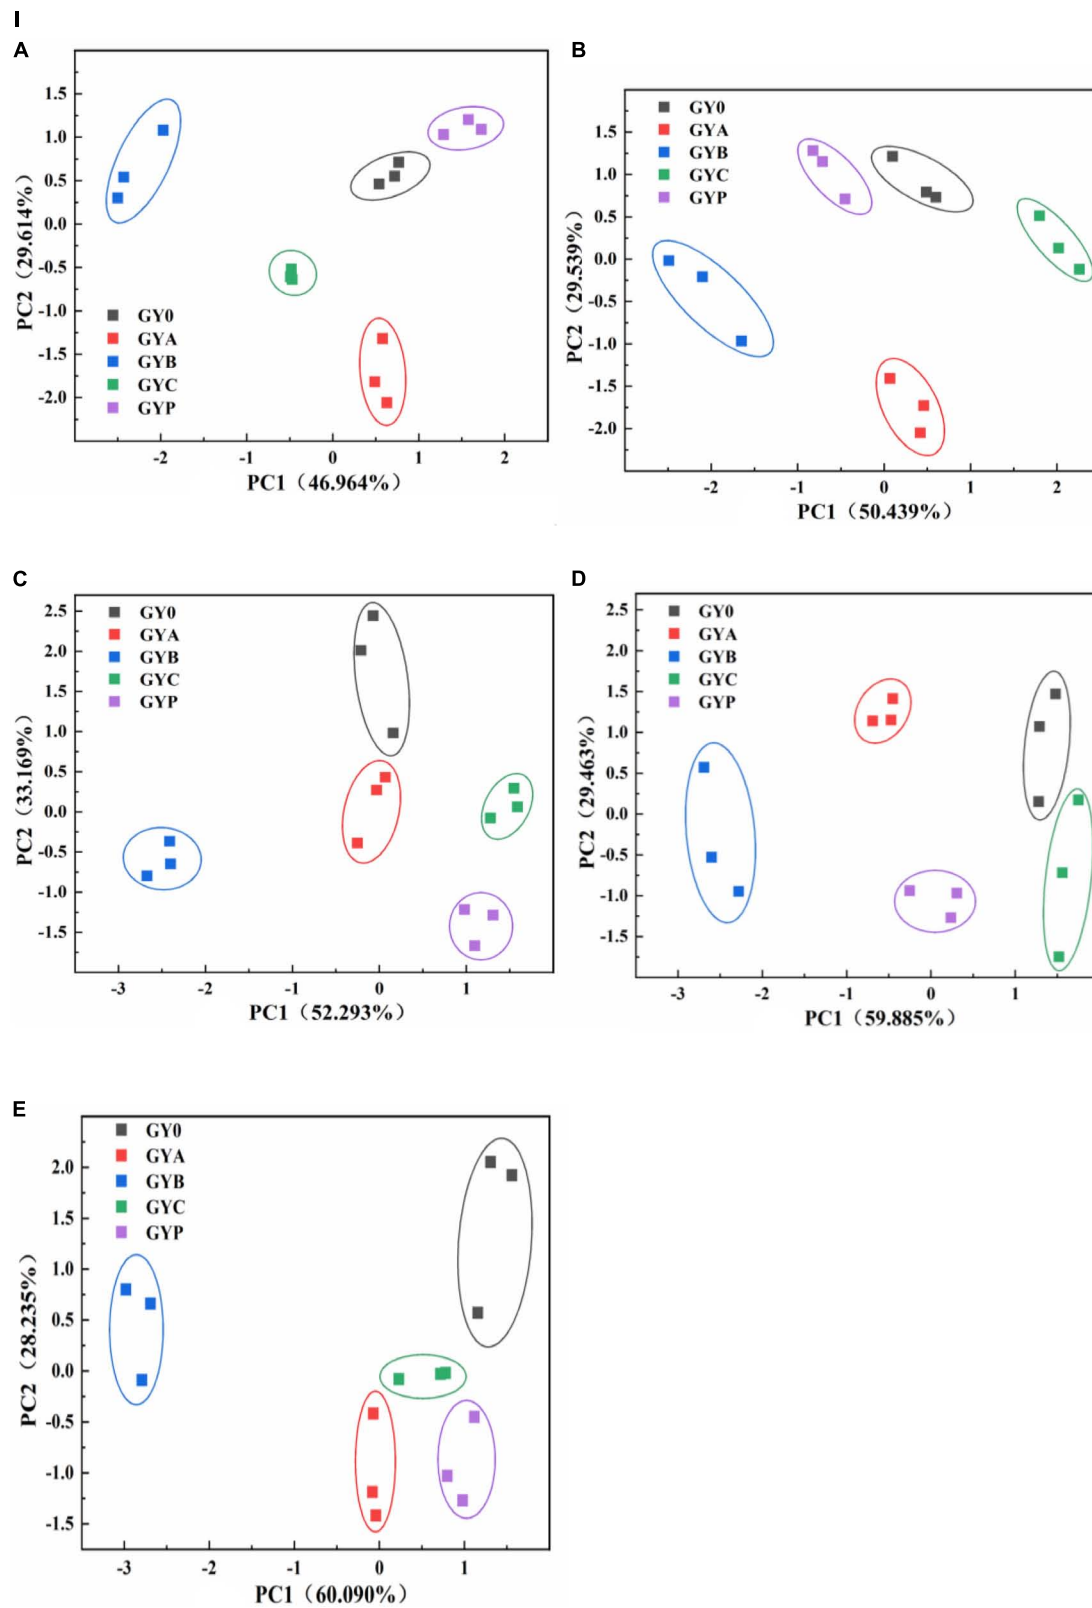 I
A
1.5
1.0
0.5
0.0
-0.5
-1.0
-1.5
-2.0
PC2（29.614%）
GY0
GYA
GYB
GYC
GYP
-2 -1 0 1 2
PC1（46.964%）
B
1.5
1.0
0.5
0.0
-0.5
-1.0
-1.5
-2.0
PC2（29.539%）
GY0
GYA
GYB
GYC
GYP
-2 -1 0 1 2
PC1（50.439%）
C
2.5
2.0
1.5
1.0
0.5
0.0
-0.5
-1.0
-1.5
PC2（33.169%）
GY0
GYA
GYB
GYC
GYP
-3 -2 -1 0 1
PC1（52.293%）
D
2.5
2.0
1.5
1.0
0.5
0.0
-0.5
-1.0
-1.5
PC2（29.463%）
GY0
GYA
GYB
GYC
GYP
-3 -2 -1 0 1
PC1（59.885%）
E
2.0
1.5
1.0
0.5
0.0
-0.5
-1.0
-1.5
PC2（28.235%）
GY0
GYA
GYB
GYC
GYP
-3 -2 -1 0 1
PC1（60.090%）